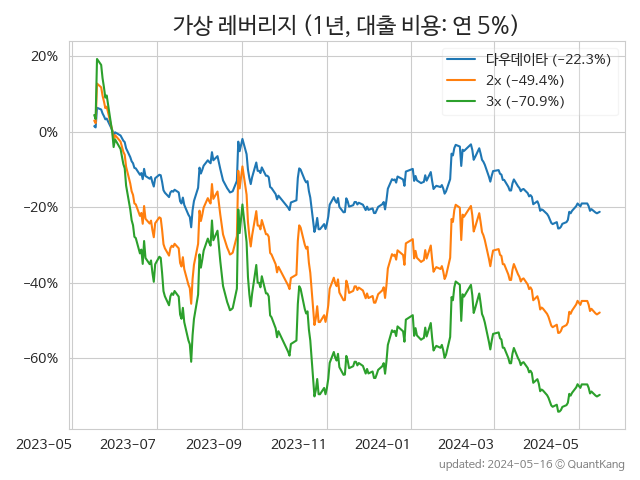 가상 레버리지 (1년, 대출 비용: 연 5%)
다우데이타 (−22.3%)
2x (−49.4%)
3x (−70.9%)
20%
0%
−20%
−40%
−60%
2023-05 2023-07 2023-09 2023-11 2024-01 2024-03 2024-05
updated: 2024-05-16 © QuantKang